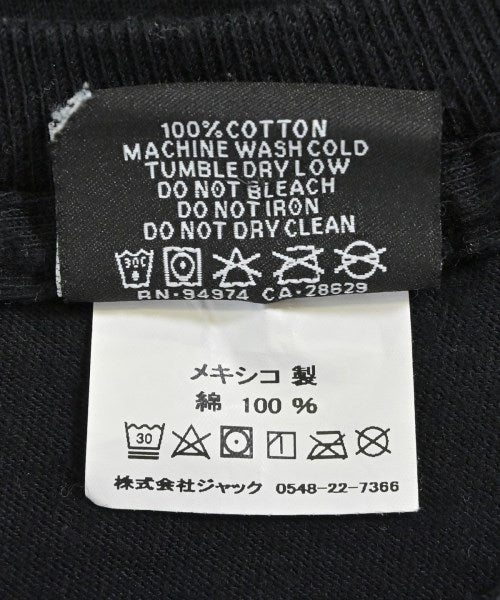 100% COTTON
MACHINE WASH COLD
TUMBLE DRY LOW
DO NOT BLEACH
DO NOT IRON
DO NOT DRY CLEAN
30C
RN·94974 CA·28629
メキシコ 製
綿 100 %
30
株式会社ジャック 0548-22-7366